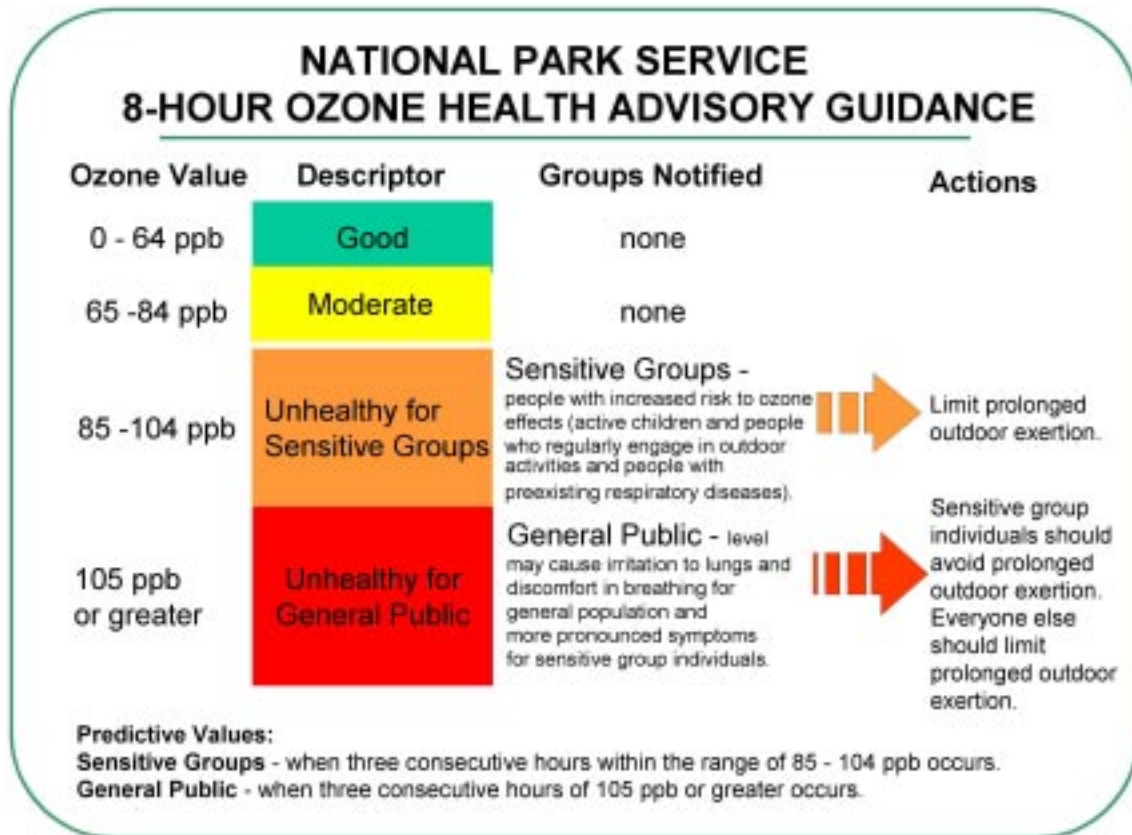 NATIONAL PARK SERVICE
8-HOUR OZONE HEALTH ADVISORY GUIDANCE
Ozone Value Descriptor Groups Notified Actions
0 - 64 ppb Good none
65 -84 ppb Moderate none
85 -104 ppb
Unhealthy for
Sensitive Groups
Sensitive Groups -
people with increased risk to ozone
effects (active children and people
who regularly engage in outdoor
activities and people with
preexisting respiratory diseases).
Limit prolonged
outdoor exertion.
105 ppb
or greater
Unhealthy for
General Public
General Public - level
may cause irritation to lungs and
discomfort in breathing for
general population and
more pronounced symptoms
for sensitive group individuals.
Sensitive group
individuals should
avoid prolonged
outdoor exertion.
Everyone else
should limit
prolonged outdoor
exertion.
Predictive Values:
Sensitive Groups - when three consecutive hours within the range of 85 - 104 ppb occurs.
General Public - when three consecutive hours of 105 ppb or greater occurs.